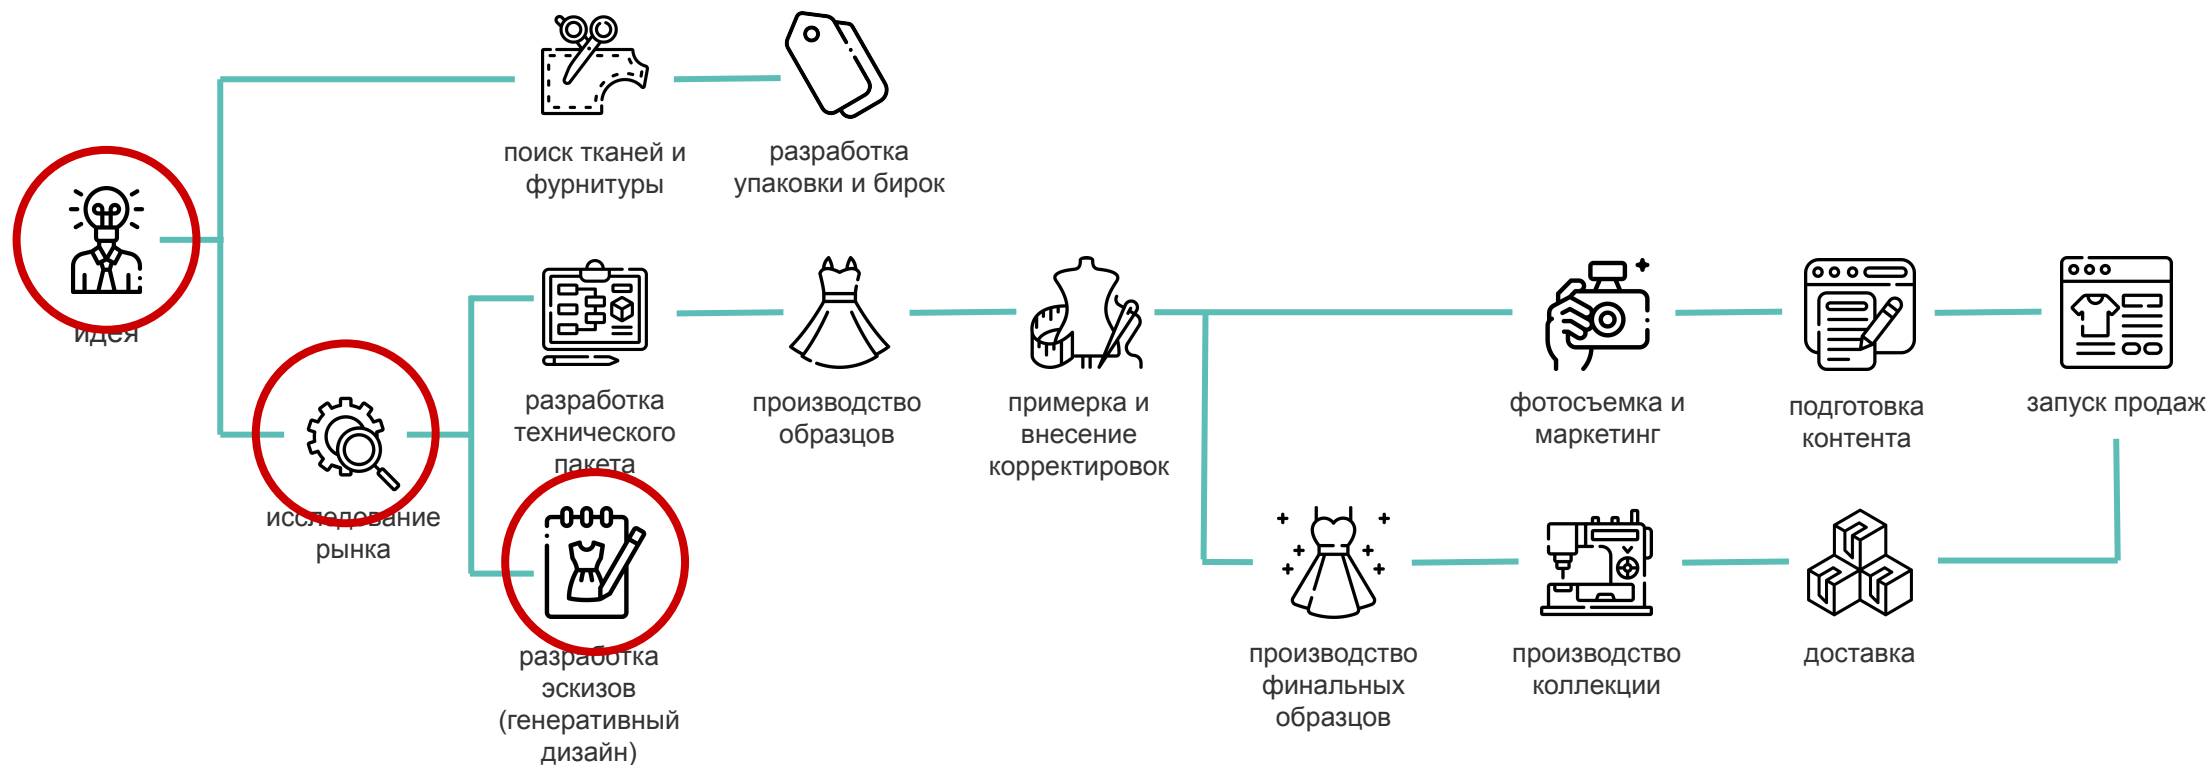 поиск тканей и
фурнитуры
разработка
упаковки и бирок
идея
исследование
рынка
разработка
технического
пакета
производство
образцов
примерка и
внесение
корректировок
фотосъемка и
маркетинг
подготовка
контента
запуск продаж
разработка
эскизов
(генеративный
дизайн)
производство
финальных
образцов
производство
коллекции
доставка